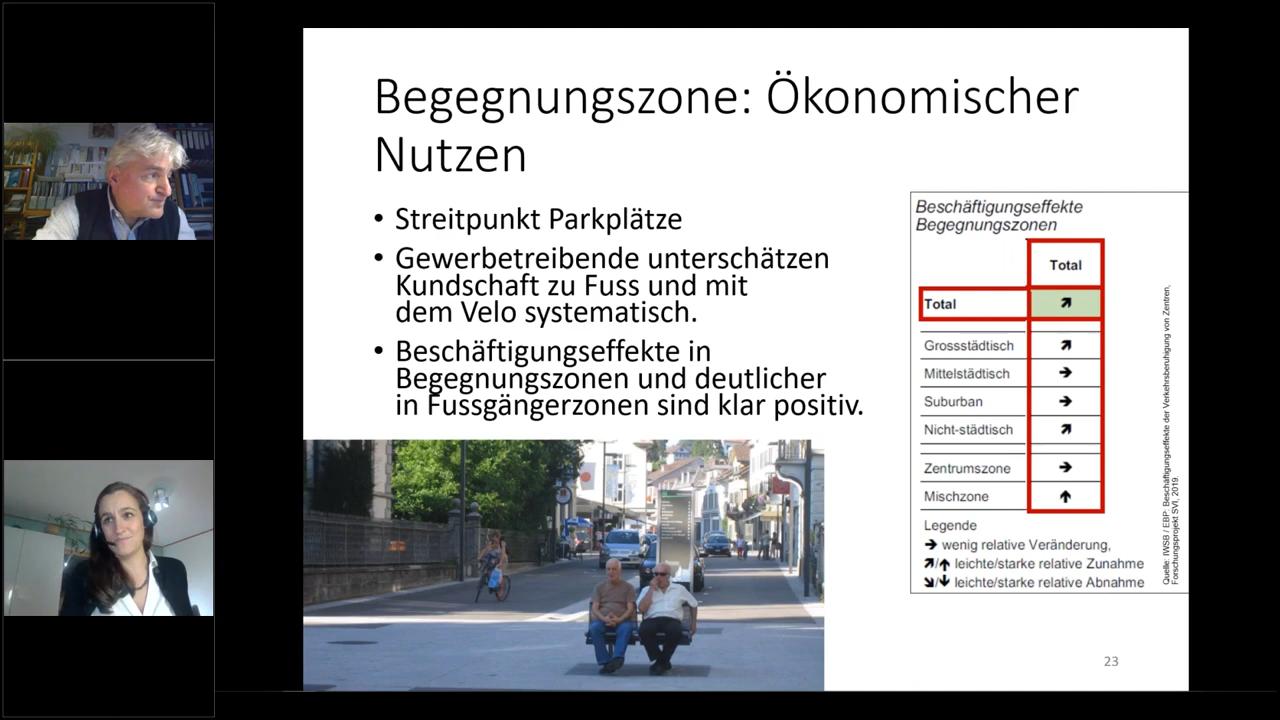 Begegnungszone: Ökonomischer
Nutzen
• Streitpunkt Parkplätze
• Gewerbetreibende unterschätzen
Kundschaft zu Fuss und mit
dem Velo systematisch.
• Beschäftigungseffekte in
Begegnungszonen und deutlicher
in Fussgängerzonen sind klar positiv.
Beschäftigungseffekte
Begegnungszonen
Total
Total ↗
Grossstädtisch ↗
Mittelstädtisch →
Suburban →
Nicht-städtisch ↗
Zentrumszone →
Mischzone ↑
Legende
→ wenig relative Veränderung,
↗/↑ leichte/starke relative Zunahme
↘/↓ leichte/starke relative Abnahme
Quelle: IWSB / EBP: Beschäftigungseffekte der Verkehrsberuhigung von Zentren,
Forschungsprojekt SVI, 2019.
23